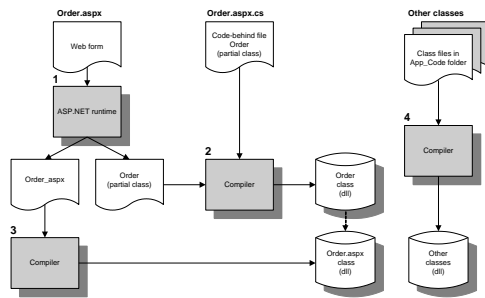 Order.aspx
Order.aspx.cs
Other classes
Web form
Code-behind file
Order
(partial class)
Class files in
App_Code folder
1
ASP.NET runtime
2
4
Compiler
Order_aspx
Order
(partial class)
Compiler
Order
class
(dll)
3
Compiler
Order.aspx
class
(dll)
Other
classes
(dll)